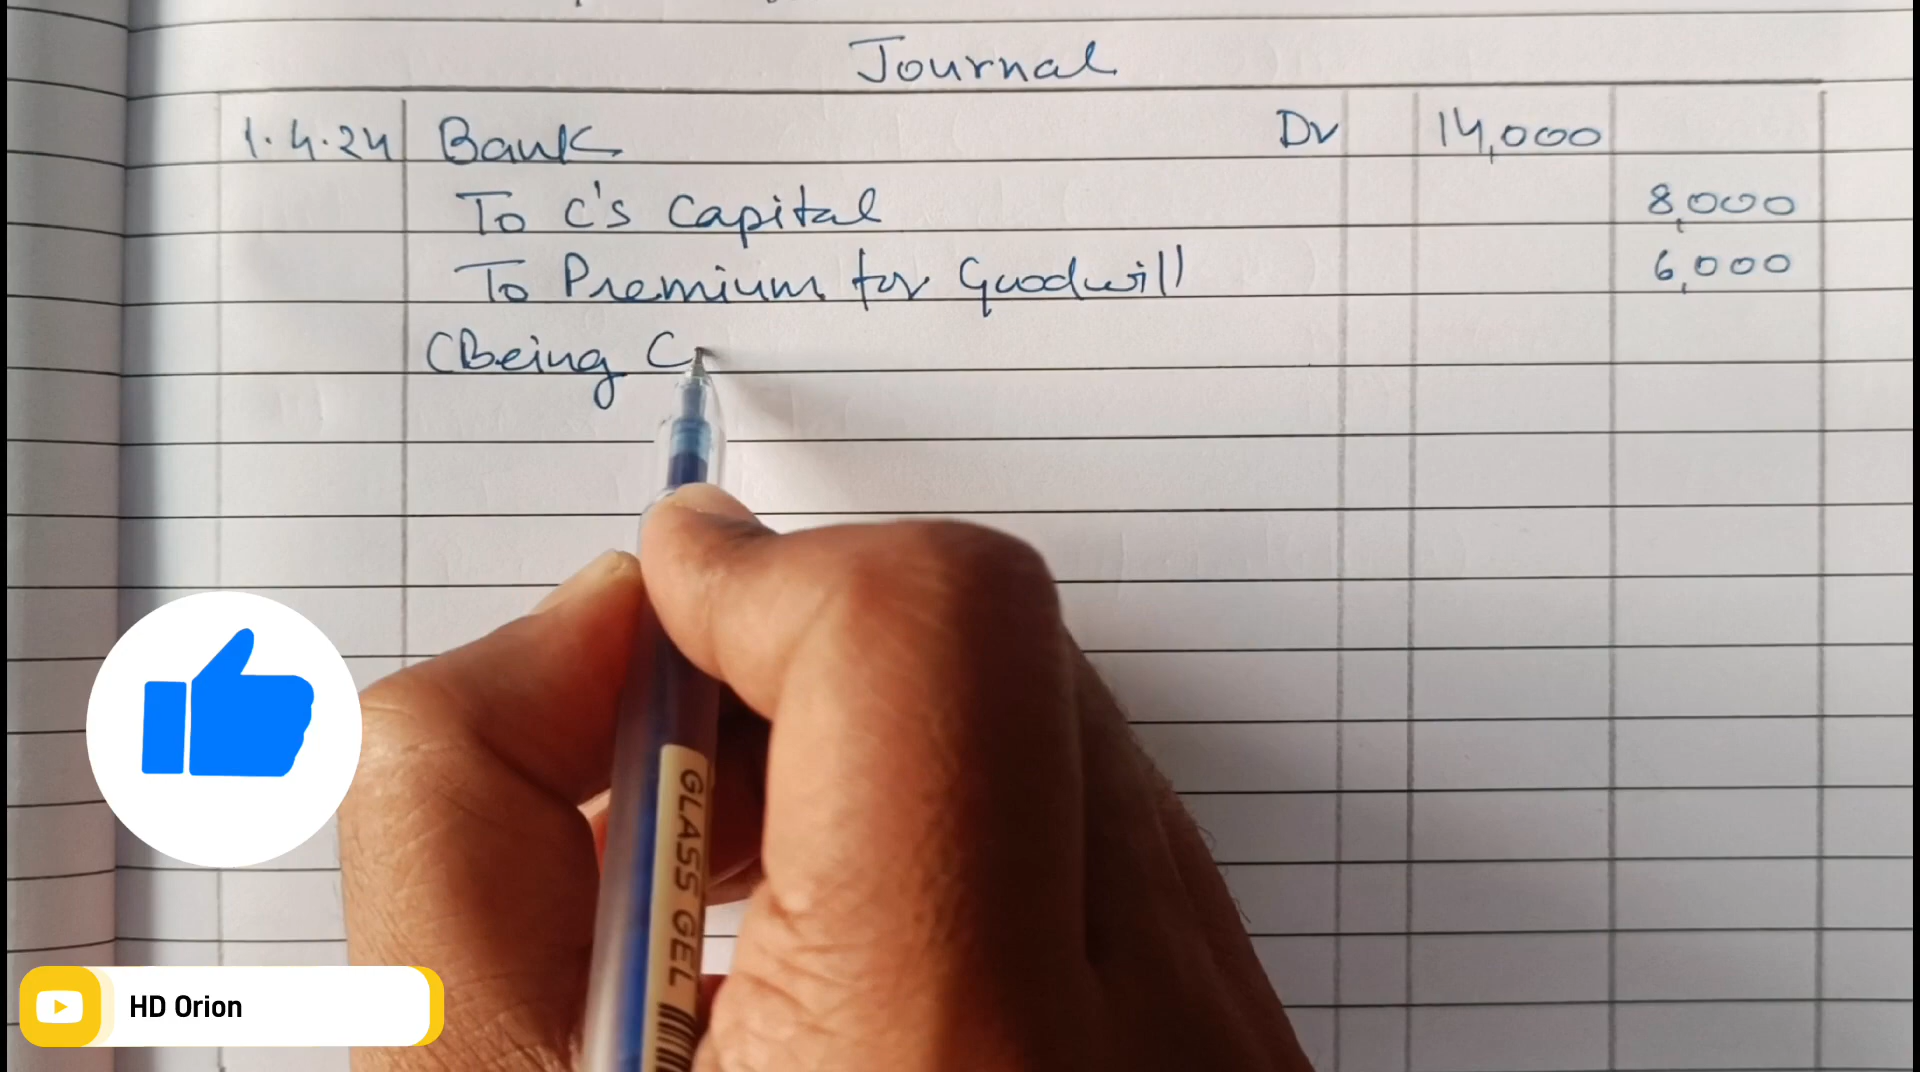 Journal
1.4.24 Bank Dr 14,000
To C's Capital 8,000
To Premium for Goodwill 6,000
(Being C
GLASS GEL
HD Orion